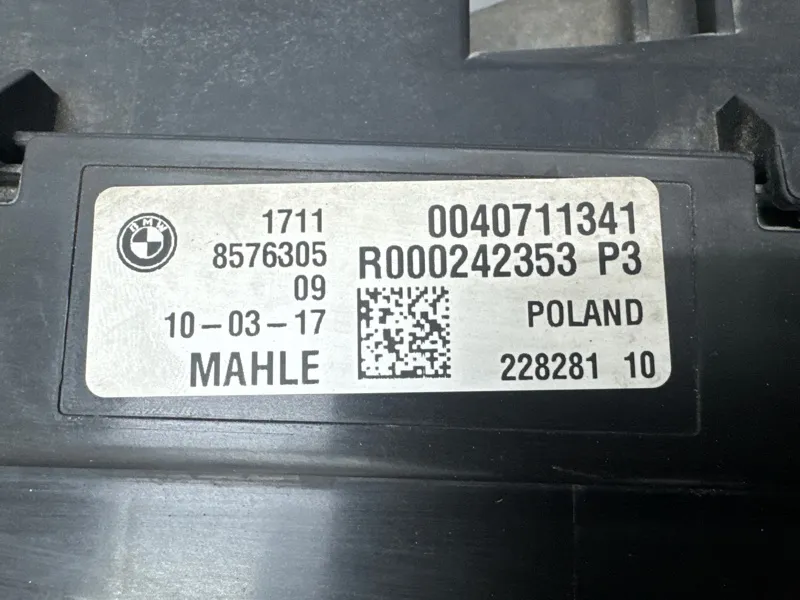 BMW
1711
8576305
09
10-03-17
MAHLE
0040711341
R000242353 P3
POLAND
228281 10